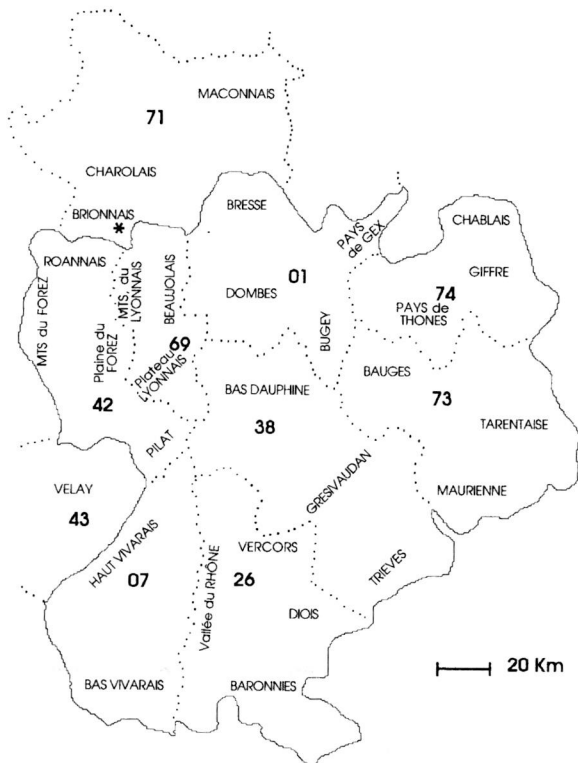 MACONNAIS
71
CHAROLAIS
BRIONNAIS
*
BRESSE
PAYS
de GEX
CHABLAIS
ROANNAIS
MTS. du
LYONNAIS
BEAUJOLAIS
01
GIFFRE
MTS du FOREZ
DOMBES
74
PAYS de
THONES
Plaine du
FOREZ
69
Plateau
LYONNAIS
BUGEY
BAUGES
42
BAS DAUPHINE
73
38
TARENTAISE
PILAT
VELAY
GRESIVAUDAN
MAURIENNE
43
HAUT VIVARAIS
VERCORS
07
Vallée du RHÔNE
26
TRIEVES
DIOIS
20 Km
BAS VIVARAIS
BARONNIES